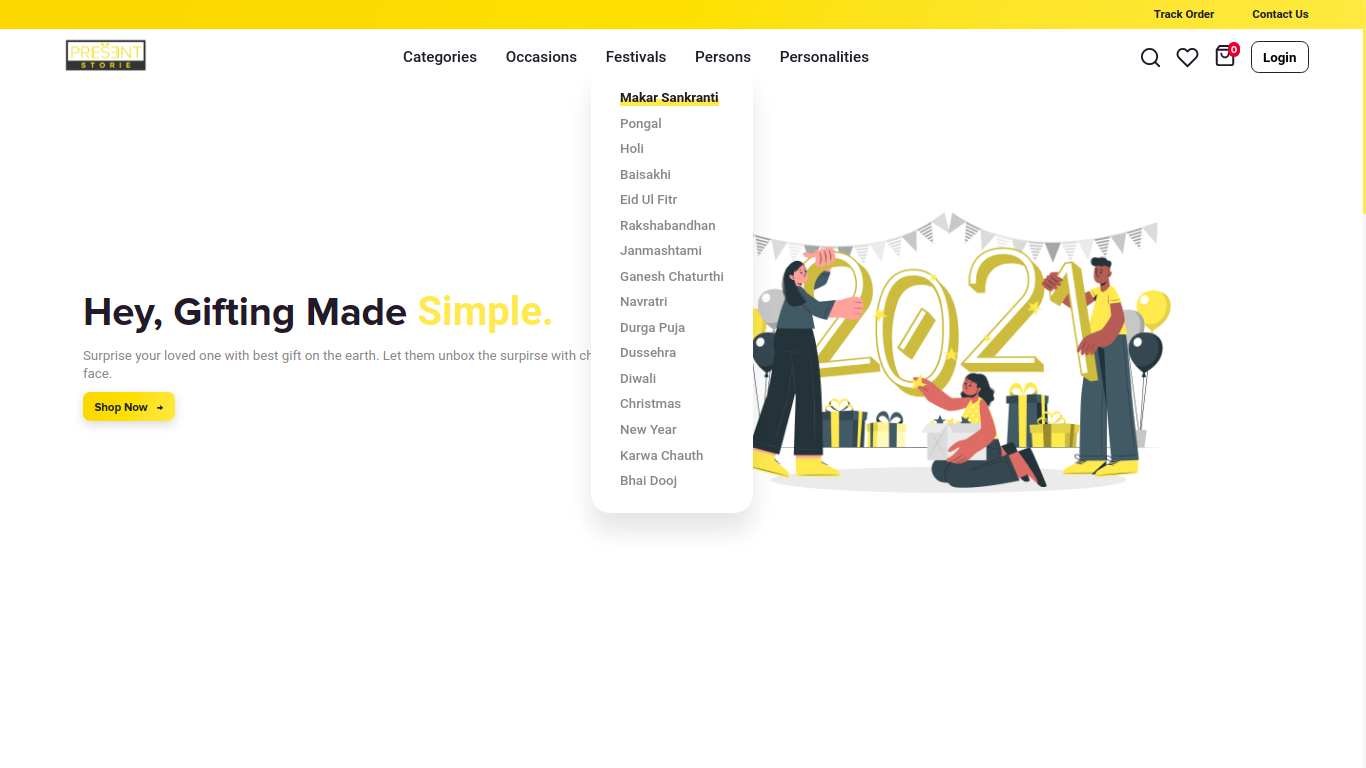 Track Order Contact Us
PRESENT
STORIE
Categories Occasions Festivals Persons Personalities 0 Login
Makar Sankranti
Pongal
Holi
Baisakhi
Eid Ul Fitr
Rakshabandhan
Janmashtami
Ganesh Chaturthi
Navratri
Durga Puja
Dussehra
Diwali
Christmas
New Year
Karwa Chauth
Bhai Dooj
Hey, Gifting Made Simple.
Surprise your loved one with best gift on the earth. Let them unbox the surpirse with
face.
Shop Now
2021